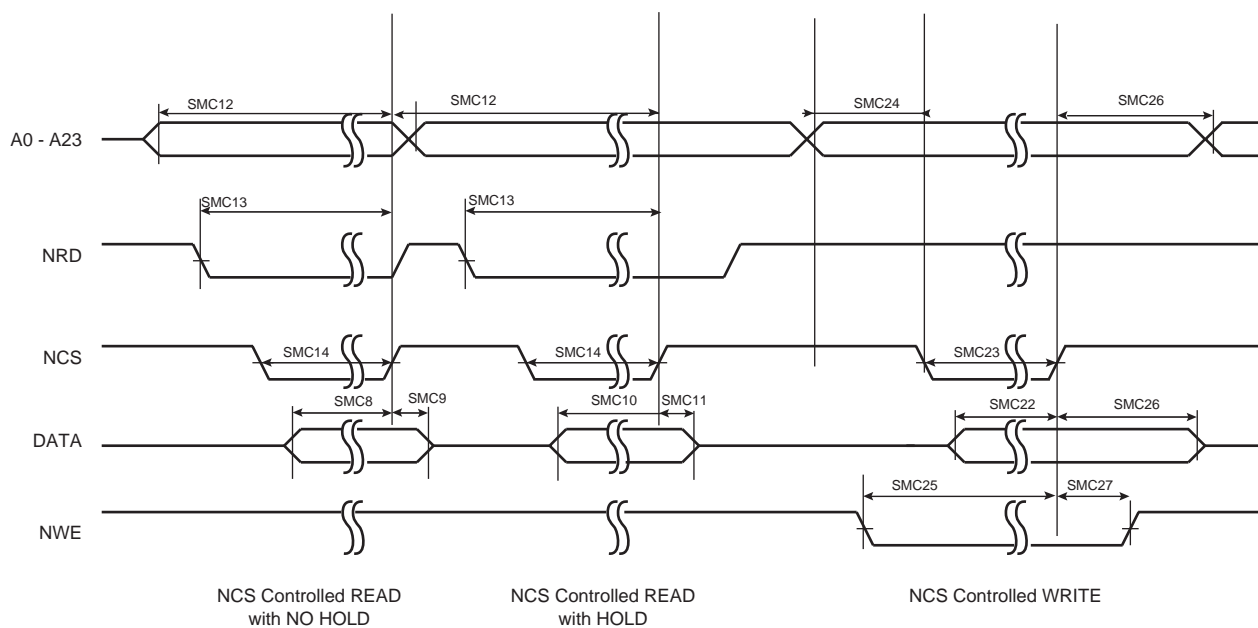 SMC12
SMC12
SMC24
SMC26
A0 - A23
SMC13
SMC13
NRD
NCS
SMC14
SMC14
SMC23
SMC8
SMC9
SMC10
SMC11
SMC22
SMC26
DATA
SMC25
SMC27
NWE
NCS Controlled READ
with NO HOLD
NCS Controlled READ
with HOLD
NCS Controlled WRITE